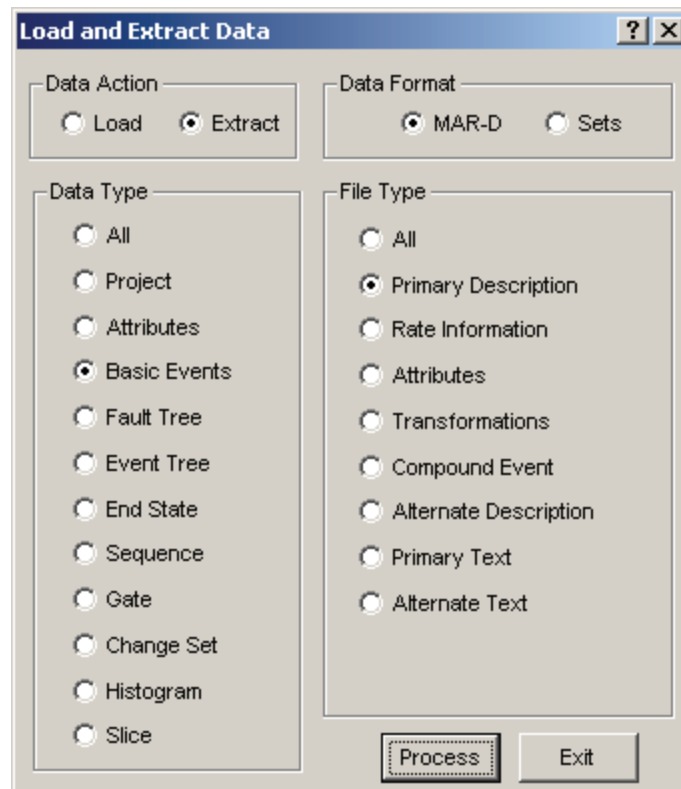 Load and Extract Data
Data Action
Load Extract
Data Format
MAR-D Sets
Data Type
All
Project
Attributes
Basic Events
Fault Tree
Event Tree
End State
Sequence
Gate
Change Set
Histogram
Slice
File Type
All
Primary Description
Rate Information
Attributes
Transformations
Compound Event
Alternate Description
Primary Text
Alternate Text
Process Exit